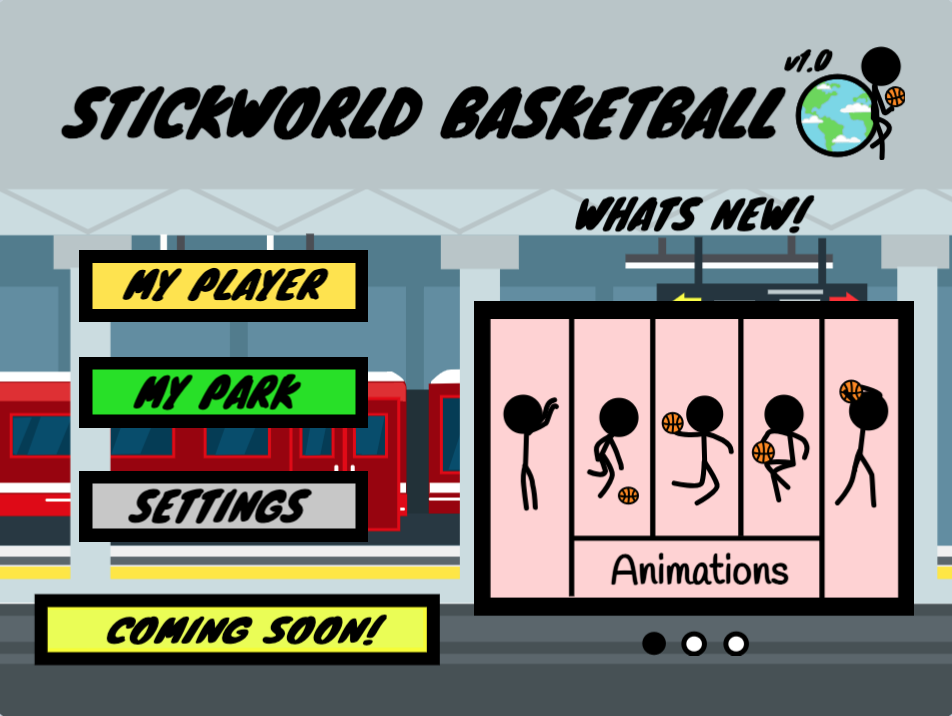 v1.0
STICKWORLD BASKETBALL
WHATS NEW!
MY PLAYER
MY PARK
SETTINGS
Animations
COMING SOON!